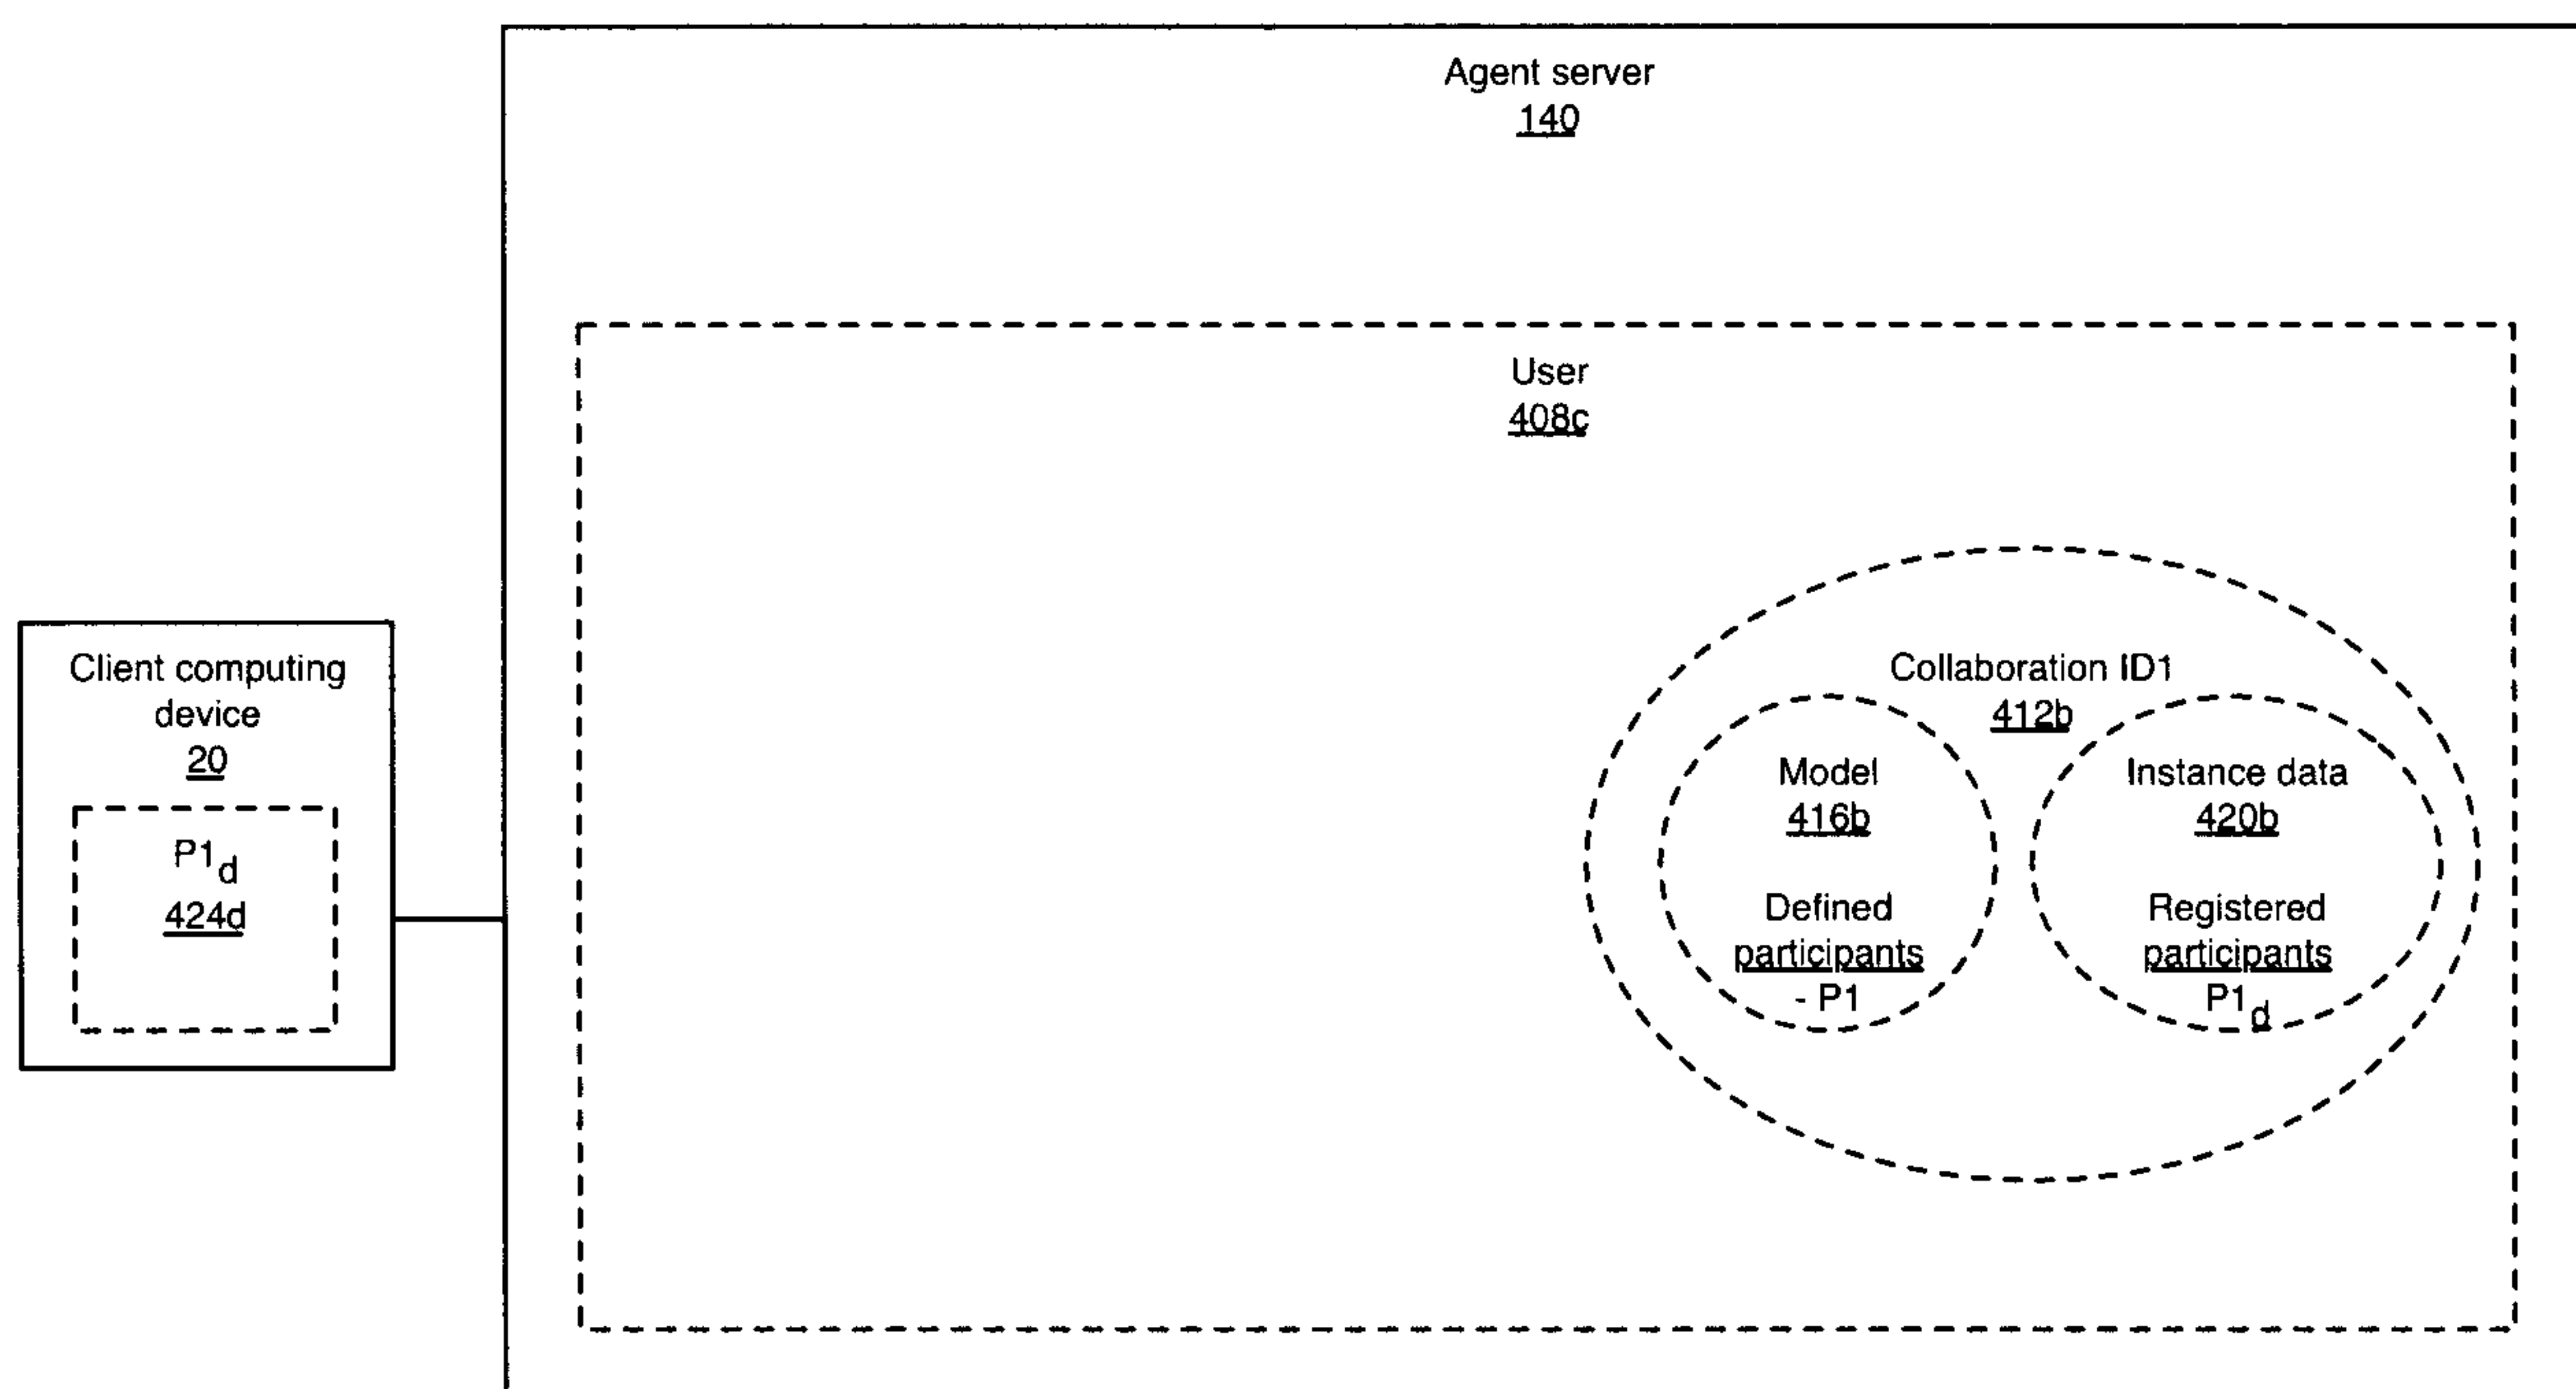 Agent server
140
User
408c
Client computing
device
20
P1d
424d
Collaboration ID1
412b
Model
416b
Defined
participants
- P1
Instance data
420b
Registered
participants
P1d